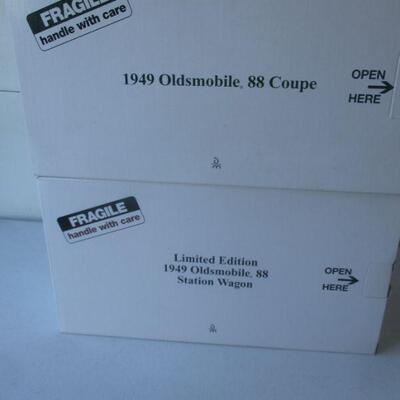 FRAGILE
handle with care
1949 Oldsmobile® 88 Coupe
OPEN
HERE
FRAGILE
handle with care
Limited Edition
1949 Oldsmobile® 88
Station Wagon
OPEN
HERE